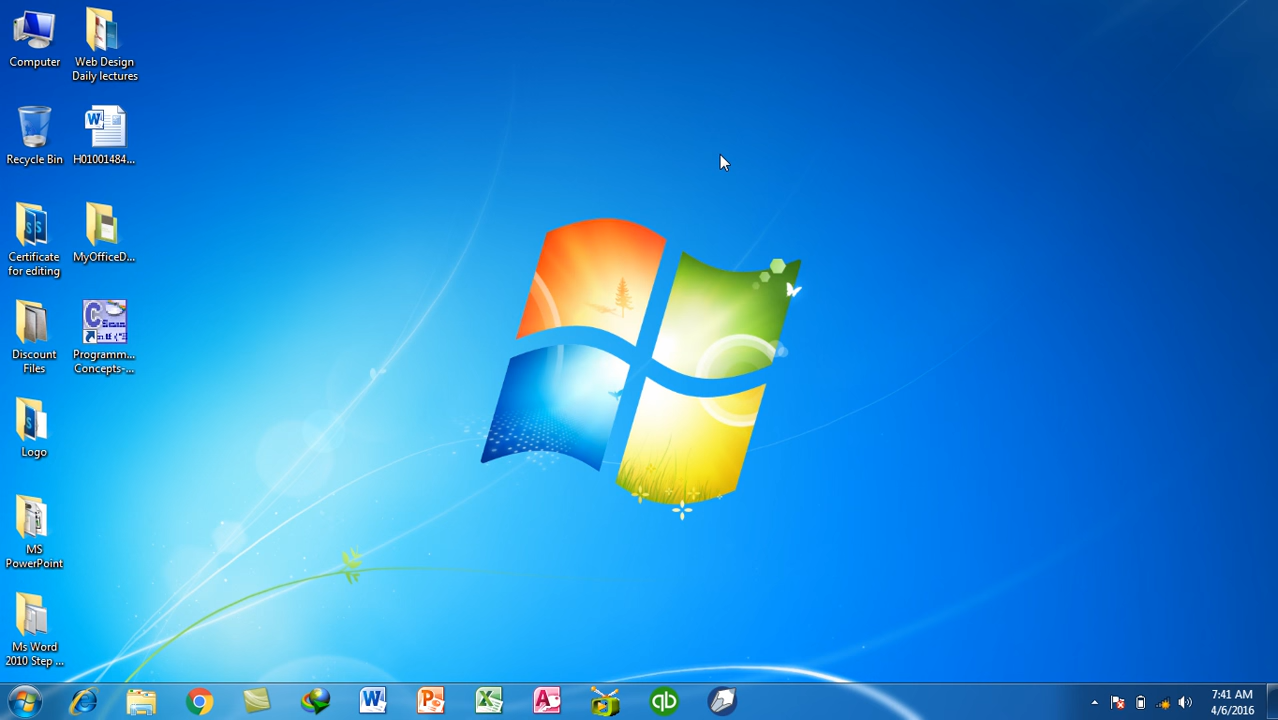 Computer
Web Design
Daily lectures
Recycle Bin
H01001484...
Certificate
for editing
MyOfficeD...
Discount
Files
Programm...
Concepts-...
Logo
MS
PowerPoint
Ms Word
2010 Step ...
7:41 AM
4/6/2016